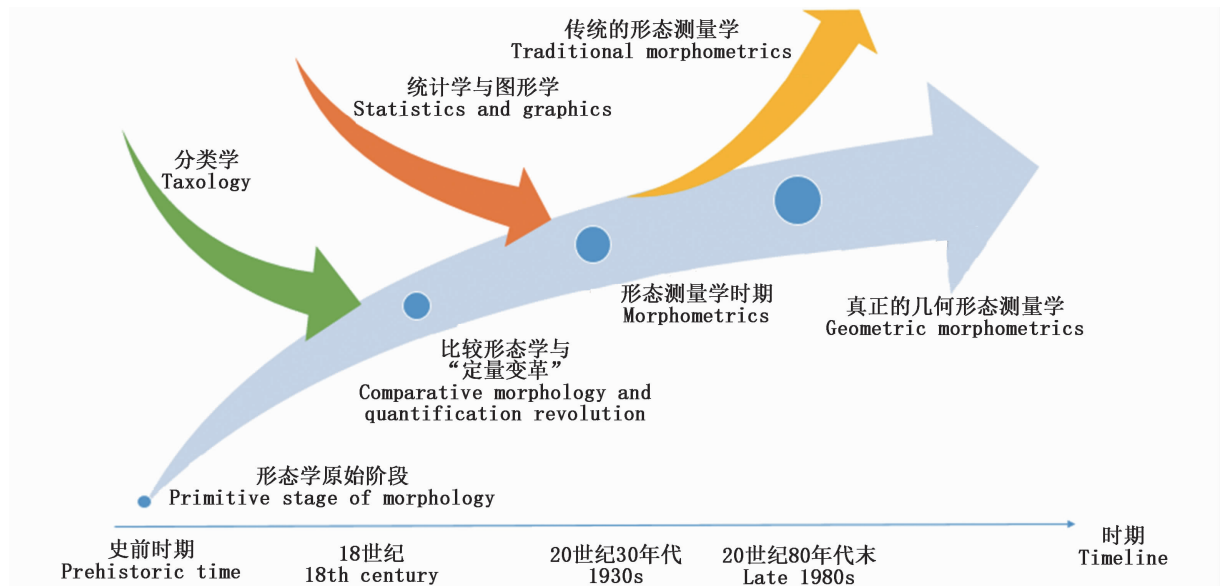 传统的形态测量学
Traditional morphometrics
统计学与图形学
Statistics and graphics
分类学
Taxology
形态测量学时期
Morphometrics
真正的几何形态测量学
Geometric morphometrics
比较形态学与
“定量变革”
Comparative morphology and
quantification revolution
形态学原始阶段
Primitive stage of morphology
史前时期
Prehistoric time
18世纪
18th century
20世纪30年代
1930s
20世纪80年代末
Late 1980s
时期
Timeline